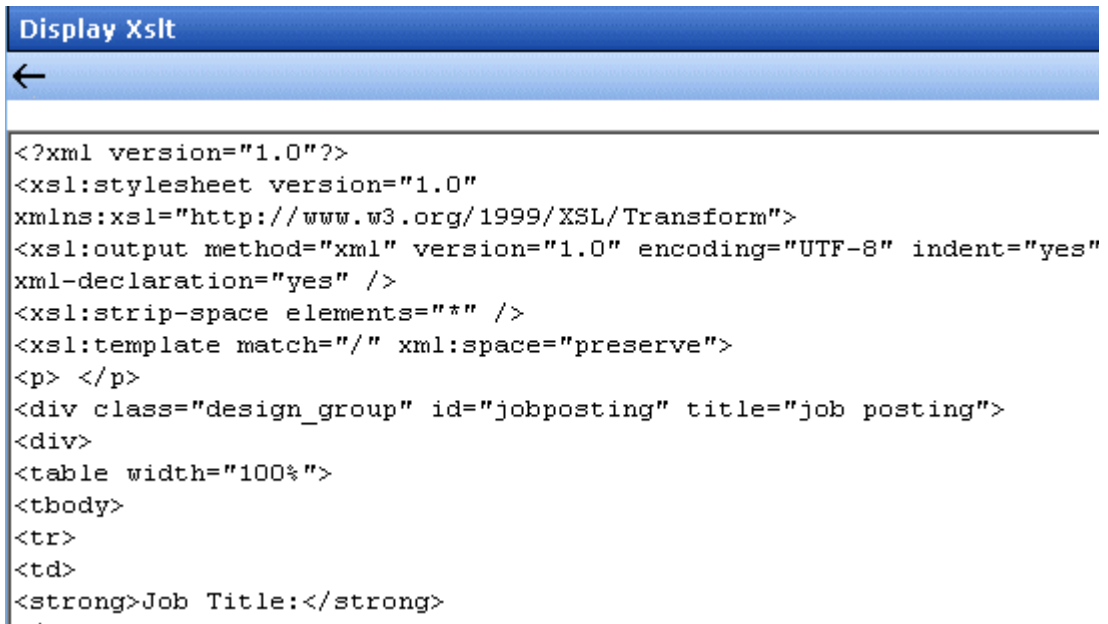 Display Xslt
←
<?xml version="1.0"?>
<xsl:stylesheet version="1.0"
xmlns:xsl="http://www.w3.org/1999/XSL/Transform">
<xsl:output method="xml" version="1.0" encoding="UTF-8" indent="yes"
xml-declaration="yes" />
<xsl:strip-space elements="*" />
<xsl:template match="/" xml:space="preserve">
<p> </p>
<div class="design_group" id="jobposting" title="job posting">
<div>
<table width="100%">
<tbody>
<tr>
<td>
<strong>Job Title:</strong>